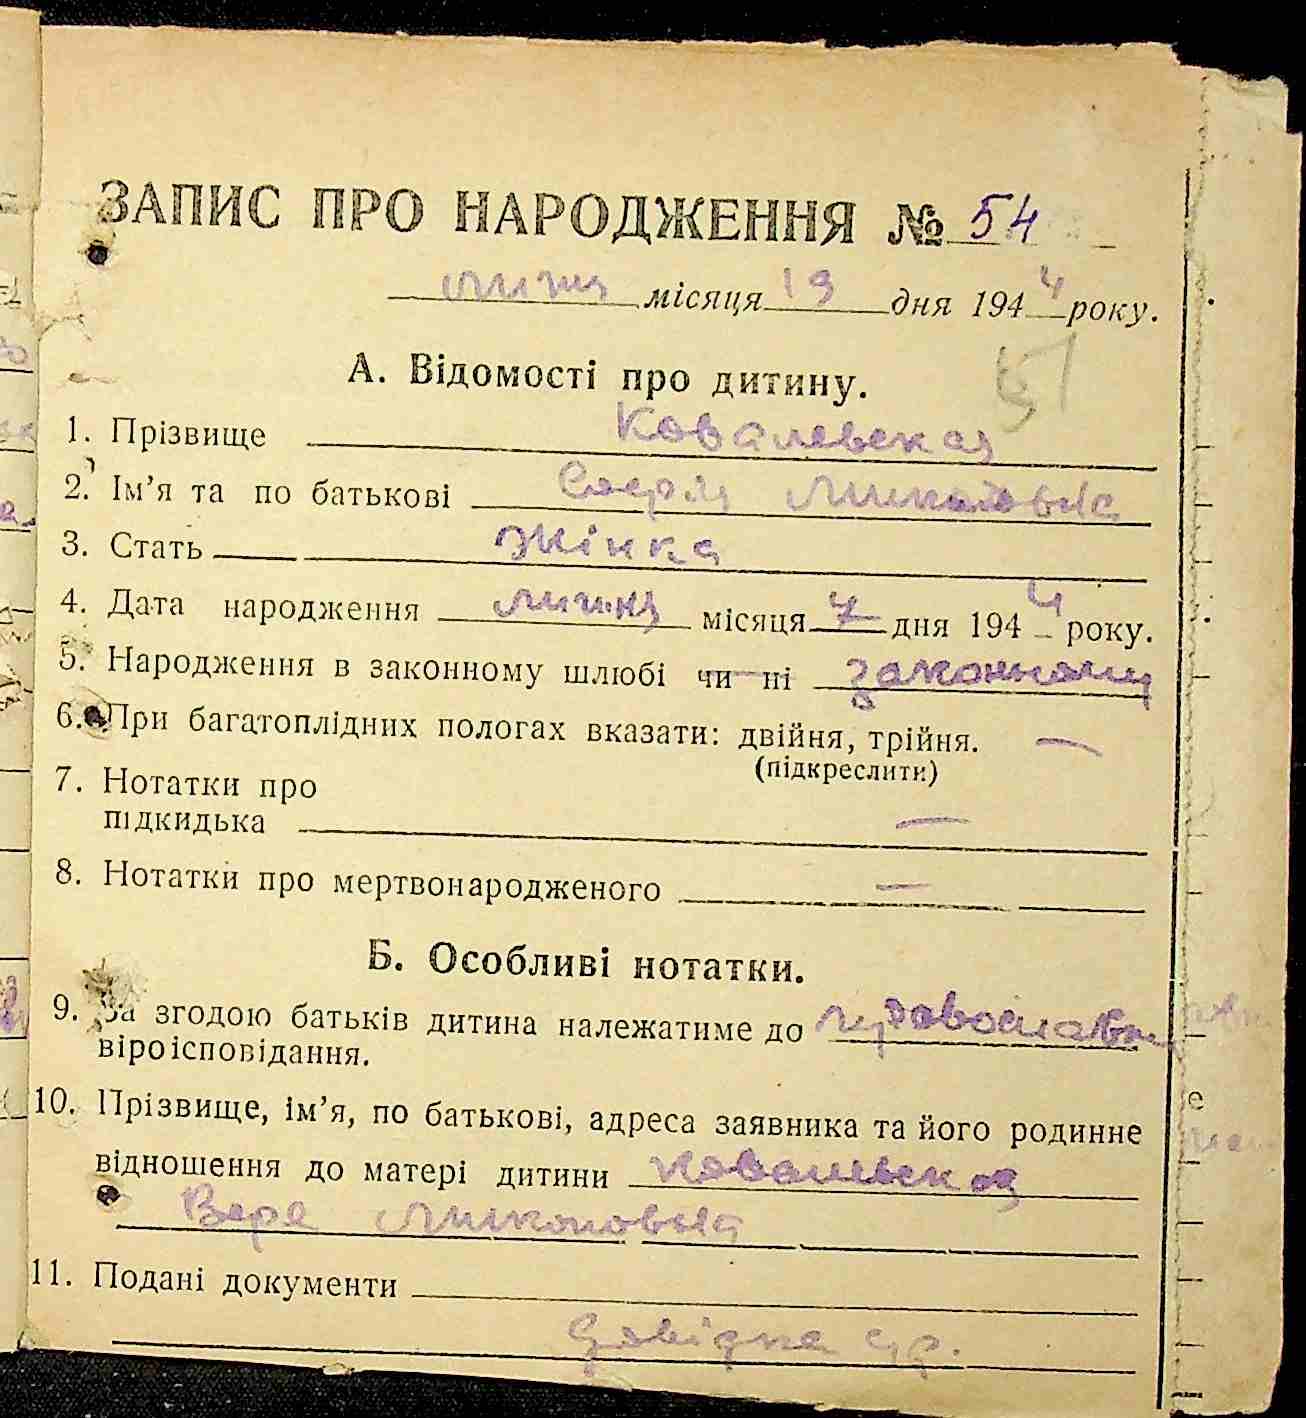 ЗАПИС ПРО НАРОДЖЕННЯ № 54
липня місяця 19 дня 1944 року.
А. Відомості про дитину.
1. Прізвище Ковалевская
2. Ім’я та по батькові Миколовна
3. Стать Жінка
4. Дата народження липня місяця 7 дня 1944 року.
5. Народження в законному шлюбі чи ні законному
6. При багатоплідних пологах вказати: двійня, трійня. —
(підкреслити)
7. Нотатки про
підкидька —
8. Нотатки про мертвонародженого —
Б. Особливі нотатки.
9. За згодою батьків дитина належатиме до
віроісповідання.
10. Прізвище, ім’я, по батькові, адреса заявника та його родинне
відношення до матері дитини Ковалевская
Вера
11. Подані документи
Довідка